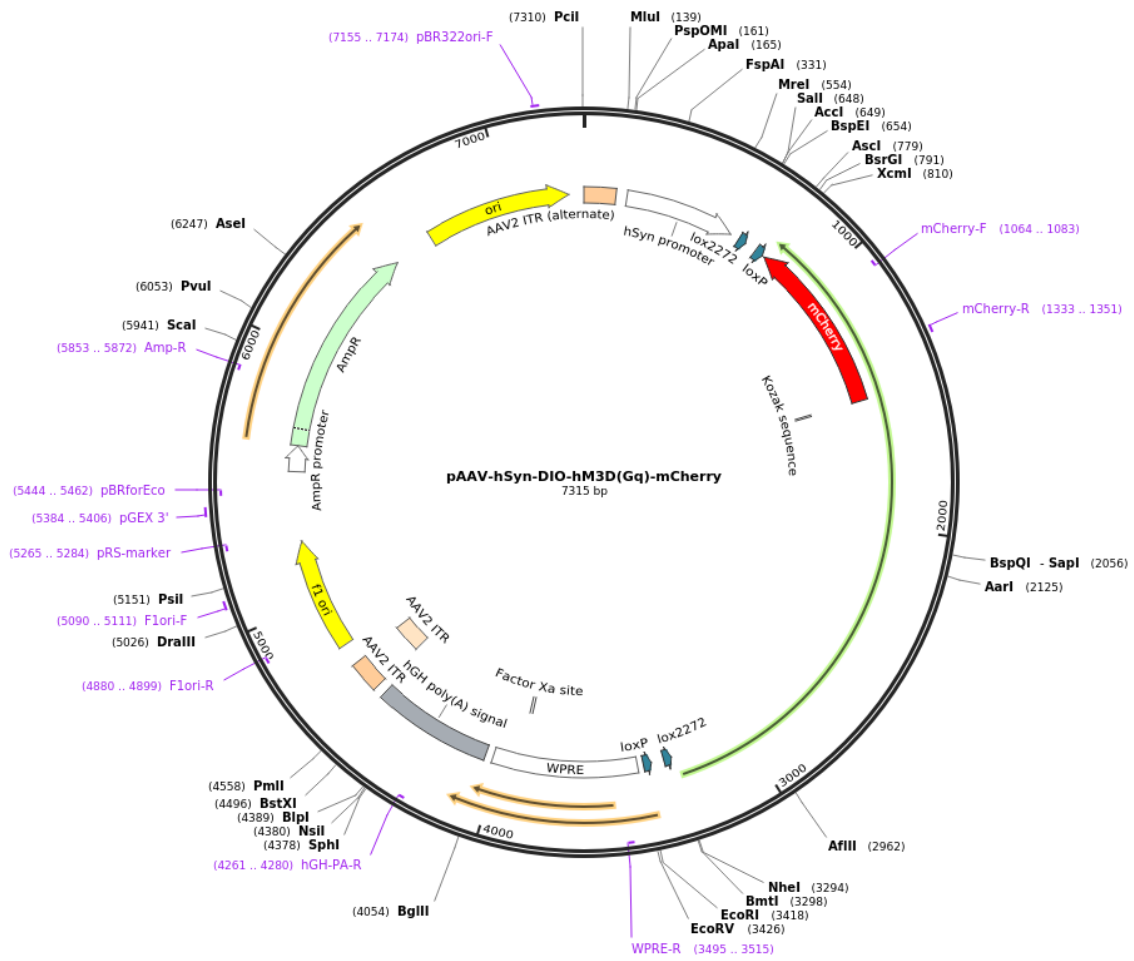 (7310) PciI
MluI (139)
PspOMI (161)
ApaI (165)
FspAI (331)
MreI (554)
SalI (648)
AccI (649)
BspEI (654)
AscI (779)
BsrGI (791)
XcmI (810)
mCherry-F (1064 .. 1083)
mCherry-R (1333 .. 1351)
BspQI - SapI (2056)
AarI (2125)
AflII (2962)
NheI (3294)
BmtI (3298)
EcoRI (3418)
EcoRV (3426)
WPRE-R (3495 .. 3515)
(4054) BglII
(4261 .. 4280) hGH-PA-R
(4378) SphI
(4380) NsiI
(4389) BlpI
(4496) BstXI
(4558) PmlI
(4880 .. 4899) F1ori-R
(5026) DraIII
(5090 .. 5111) F1ori-F
(5151) PsiI
(5265 .. 5284) pRS-marker
(5384 .. 5406) pGEX 3'
(5444 .. 5462) pBRforEco
(5853 .. 5872) Amp-R
(5941) ScaI
(6053) PvuI
(6247) AseI
(7155 .. 7174) pBR322ori-F
1000
2000
3000
4000
5000
6000
7000
ori
AAV2 ITR (alternate)
hSyn promoter
lox2272
loxP
mCherry
Kozak sequence
pAAV-hSyn-DIO-hM3D(Gq)-mCherry
7315 bp
AmpR
AmpR promoter
f1 ori
AAV2 ITR
AAV2 ITR
hGH poly(A) signal
Factor Xa site
WPRE
loxP
lox2272